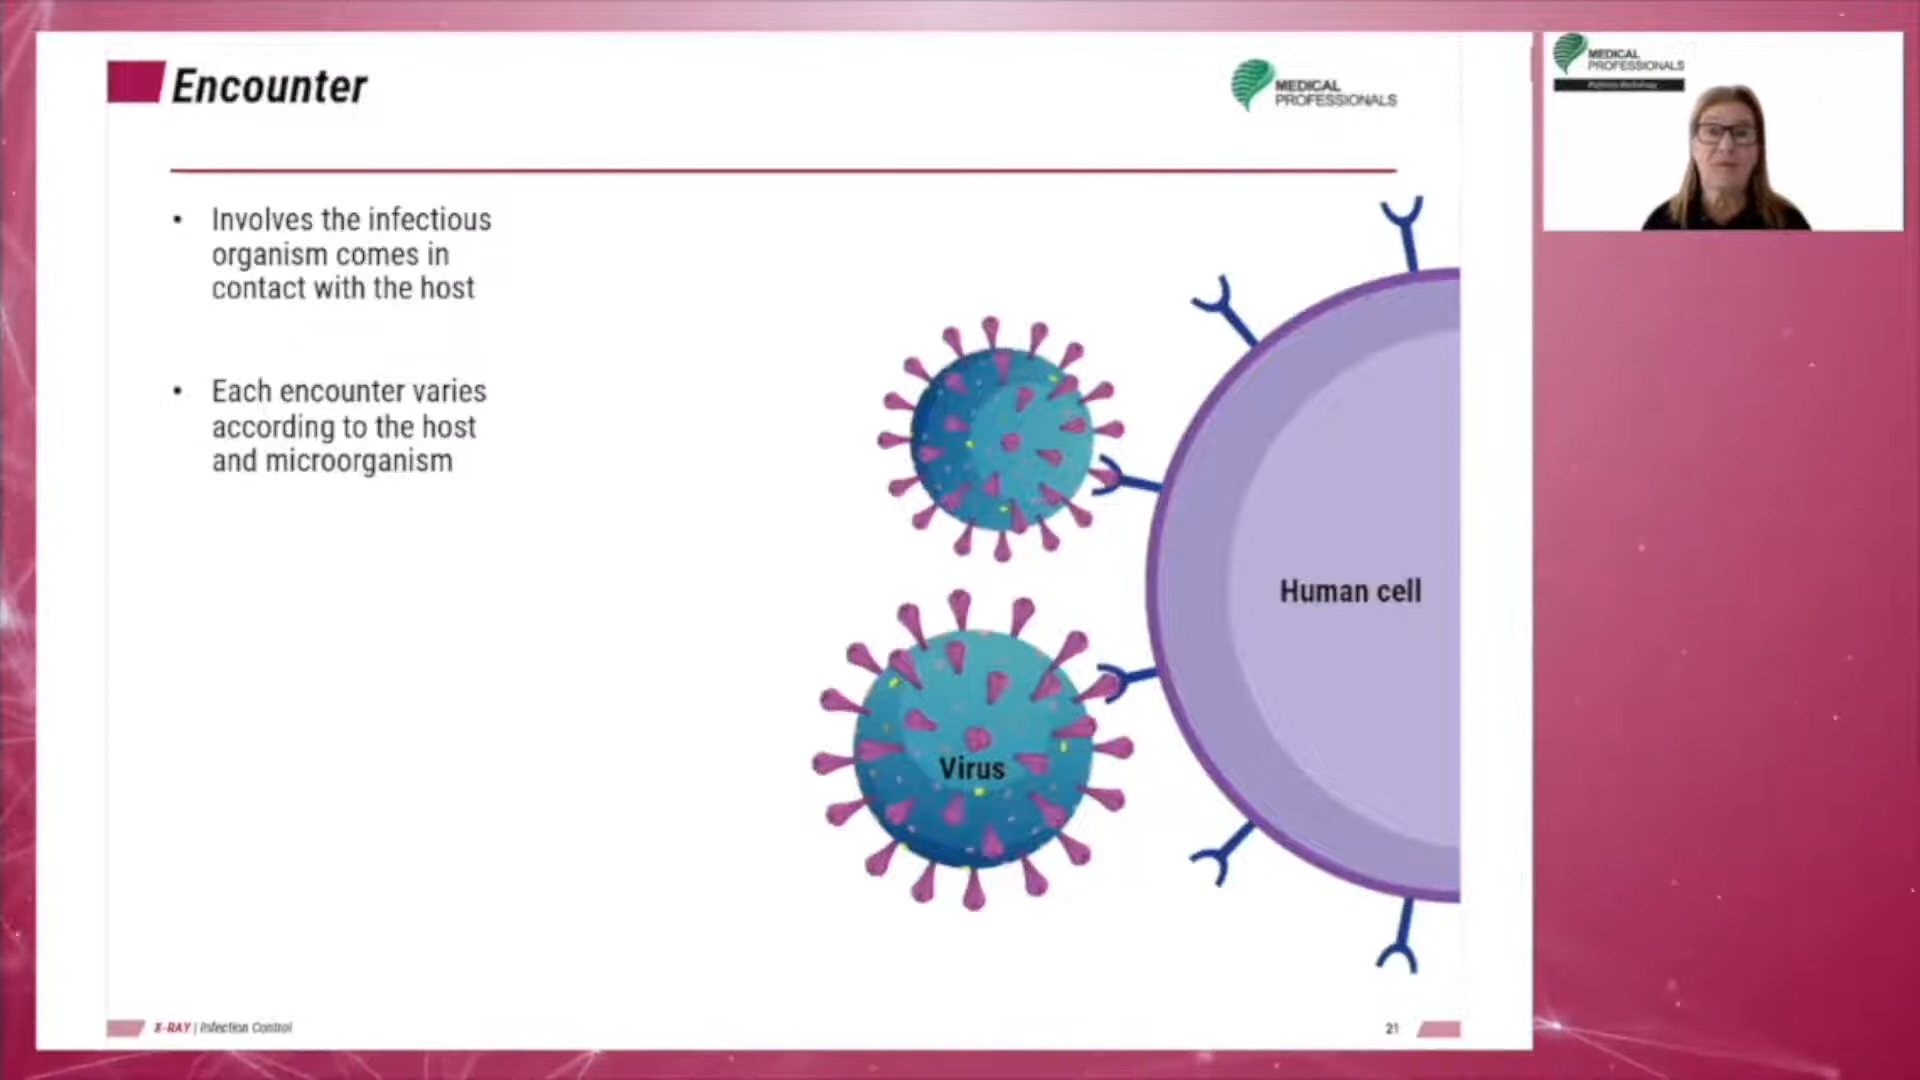 Encounter
MEDICAL
PROFESSIONALS
• Involves the infectious
organism comes in
contact with the host
• Each encounter varies
according to the host
and microorganism
Human cell
Virus
X-RAY | Infection Control
21
MEDICAL
PROFESSIONALS